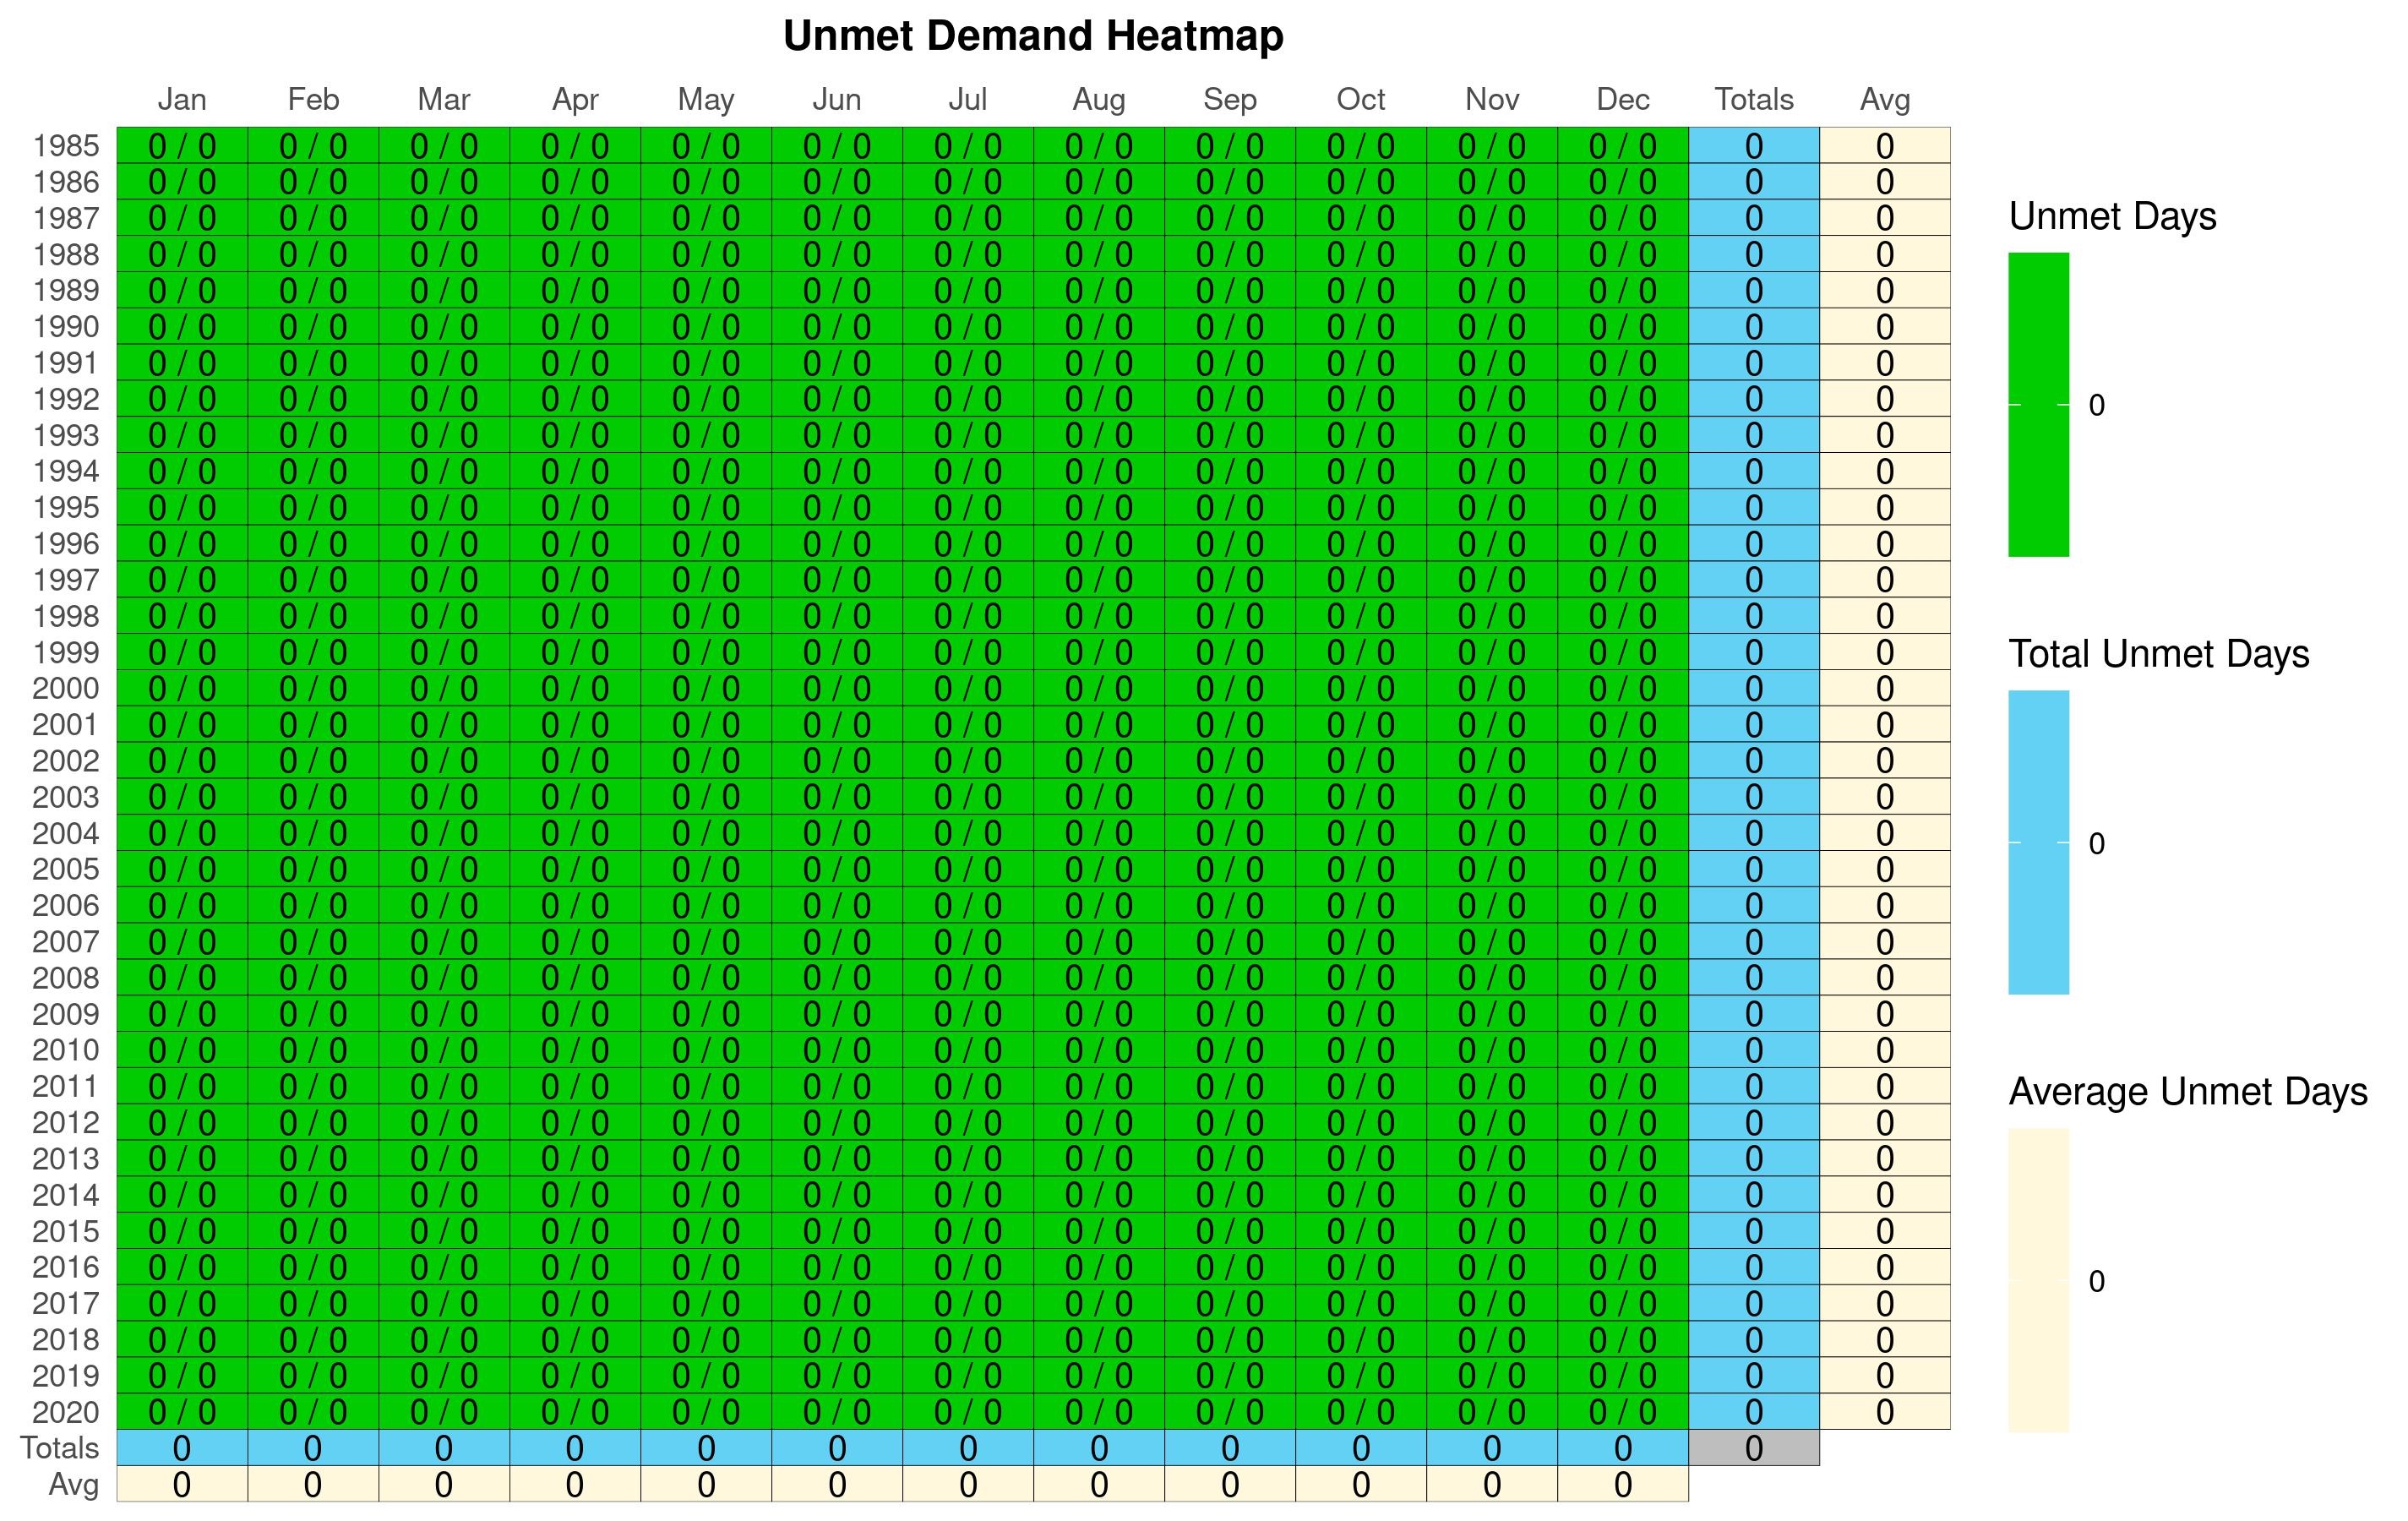 Unmet Demand Heatmap
Jan Feb Mar Apr May Jun Jul Aug Sep Oct Nov Dec Totals Avg
1985 0 / 0 0 / 0 0 / 0 0 / 0 0 / 0 0 / 0 0 / 0 0 / 0 0 / 0 0 / 0 0 / 0 0 / 0 0 0
1986 0 / 0 0 / 0 0 / 0 0 / 0 0 / 0 0 / 0 0 / 0 0 / 0 0 / 0 0 / 0 0 / 0 0 / 0 0 0
1987 0 / 0 0 / 0 0 / 0 0 / 0 0 / 0 0 / 0 0 / 0 0 / 0 0 / 0 0 / 0 0 / 0 0 / 0 0 0
1988 0 / 0 0 / 0 0 / 0 0 / 0 0 / 0 0 / 0 0 / 0 0 / 0 0 / 0 0 / 0 0 / 0 0 / 0 0 0
1989 0 / 0 0 / 0 0 / 0 0 / 0 0 / 0 0 / 0 0 / 0 0 / 0 0 / 0 0 / 0 0 / 0 0 / 0 0 0
1990 0 / 0 0 / 0 0 / 0 0 / 0 0 / 0 0 / 0 0 / 0 0 / 0 0 / 0 0 / 0 0 / 0 0 / 0 0 0
1991 0 / 0 0 / 0 0 / 0 0 / 0 0 / 0 0 / 0 0 / 0 0 / 0 0 / 0 0 / 0 0 / 0 0 / 0 0 0
1992 0 / 0 0 / 0 0 / 0 0 / 0 0 / 0 0 / 0 0 / 0 0 / 0 0 / 0 0 / 0 0 / 0 0 / 0 0 0
1993 0 / 0 0 / 0 0 / 0 0 / 0 0 / 0 0 / 0 0 / 0 0 / 0 0 / 0 0 / 0 0 / 0 0 / 0 0 0
1994 0 / 0 0 / 0 0 / 0 0 / 0 0 / 0 0 / 0 0 / 0 0 / 0 0 / 0 0 / 0 0 / 0 0 / 0 0 0
1995 0 / 0 0 / 0 0 / 0 0 / 0 0 / 0 0 / 0 0 / 0 0 / 0 0 / 0 0 / 0 0 / 0 0 / 0 0 0
1996 0 / 0 0 / 0 0 / 0 0 / 0 0 / 0 0 / 0 0 / 0 0 / 0 0 / 0 0 / 0 0 / 0 0 / 0 0 0
1997 0 / 0 0 / 0 0 / 0 0 / 0 0 / 0 0 / 0 0 / 0 0 / 0 0 / 0 0 / 0 0 / 0 0 / 0 0 0
1998 0 / 0 0 / 0 0 / 0 0 / 0 0 / 0 0 / 0 0 / 0 0 / 0 0 / 0 0 / 0 0 / 0 0 / 0 0 0
1999 0 / 0 0 / 0 0 / 0 0 / 0 0 / 0 0 / 0 0 / 0 0 / 0 0 / 0 0 / 0 0 / 0 0 / 0 0 0
2000 0 / 0 0 / 0 0 / 0 0 / 0 0 / 0 0 / 0 0 / 0 0 / 0 0 / 0 0 / 0 0 / 0 0 / 0 0 0
2001 0 / 0 0 / 0 0 / 0 0 / 0 0 / 0 0 / 0 0 / 0 0 / 0 0 / 0 0 / 0 0 / 0 0 / 0 0 0
2002 0 / 0 0 / 0 0 / 0 0 / 0 0 / 0 0 / 0 0 / 0 0 / 0 0 / 0 0 / 0 0 / 0 0 / 0 0 0
2003 0 / 0 0 / 0 0 / 0 0 / 0 0 / 0 0 / 0 0 / 0 0 / 0 0 / 0 0 / 0 0 / 0 0 / 0 0 0
2004 0 / 0 0 / 0 0 / 0 0 / 0 0 / 0 0 / 0 0 / 0 0 / 0 0 / 0 0 / 0 0 / 0 0 / 0 0 0
2005 0 / 0 0 / 0 0 / 0 0 / 0 0 / 0 0 / 0 0 / 0 0 / 0 0 / 0 0 / 0 0 / 0 0 / 0 0 0
2006 0 / 0 0 / 0 0 / 0 0 / 0 0 / 0 0 / 0 0 / 0 0 / 0 0 / 0 0 / 0 0 / 0 0 / 0 0 0
2007 0 / 0 0 / 0 0 / 0 0 / 0 0 / 0 0 / 0 0 / 0 0 / 0 0 / 0 0 / 0 0 / 0 0 / 0 0 0
2008 0 / 0 0 / 0 0 / 0 0 / 0 0 / 0 0 / 0 0 / 0 0 / 0 0 / 0 0 / 0 0 / 0 0 / 0 0 0
2009 0 / 0 0 / 0 0 / 0 0 / 0 0 / 0 0 / 0 0 / 0 0 / 0 0 / 0 0 / 0 0 / 0 0 / 0 0 0
2010 0 / 0 0 / 0 0 / 0 0 / 0 0 / 0 0 / 0 0 / 0 0 / 0 0 / 0 0 / 0 0 / 0 0 / 0 0 0
2011 0 / 0 0 / 0 0 / 0 0 / 0 0 / 0 0 / 0 0 / 0 0 / 0 0 / 0 0 / 0 0 / 0 0 / 0 0 0
2012 0 / 0 0 / 0 0 / 0 0 / 0 0 / 0 0 / 0 0 / 0 0 / 0 0 / 0 0 / 0 0 / 0 0 / 0 0 0
2013 0 / 0 0 / 0 0 / 0 0 / 0 0 / 0 0 / 0 0 / 0 0 / 0 0 / 0 0 / 0 0 / 0 0 / 0 0 0
2014 0 / 0 0 / 0 0 / 0 0 / 0 0 / 0 0 / 0 0 / 0 0 / 0 0 / 0 0 / 0 0 / 0 0 / 0 0 0
2015 0 / 0 0 / 0 0 / 0 0 / 0 0 / 0 0 / 0 0 / 0 0 / 0 0 / 0 0 / 0 0 / 0 0 / 0 0 0
2016 0 / 0 0 / 0 0 / 0 0 / 0 0 / 0 0 / 0 0 / 0 0 / 0 0 / 0 0 / 0 0 / 0 0 / 0 0 0
2017 0 / 0 0 / 0 0 / 0 0 / 0 0 / 0 0 / 0 0 / 0 0 / 0 0 / 0 0 / 0 0 / 0 0 / 0 0 0
2018 0 / 0 0 / 0 0 / 0 0 / 0 0 / 0 0 / 0 0 / 0 0 / 0 0 / 0 0 / 0 0 / 0 0 / 0 0 0
2019 0 / 0 0 / 0 0 / 0 0 / 0 0 / 0 0 / 0 0 / 0 0 / 0 0 / 0 0 / 0 0 / 0 0 / 0 0 0
2020 0 / 0 0 / 0 0 / 0 0 / 0 0 / 0 0 / 0 0 / 0 0 / 0 0 / 0 0 / 0 0 / 0 0 / 0 0 0
Totals 0 0 0 0 0 0 0 0 0 0 0 0 0
Avg 0 0 0 0 0 0 0 0 0 0 0 0
Unmet Days
0
Total Unmet Days
0
Average Unmet Days
0